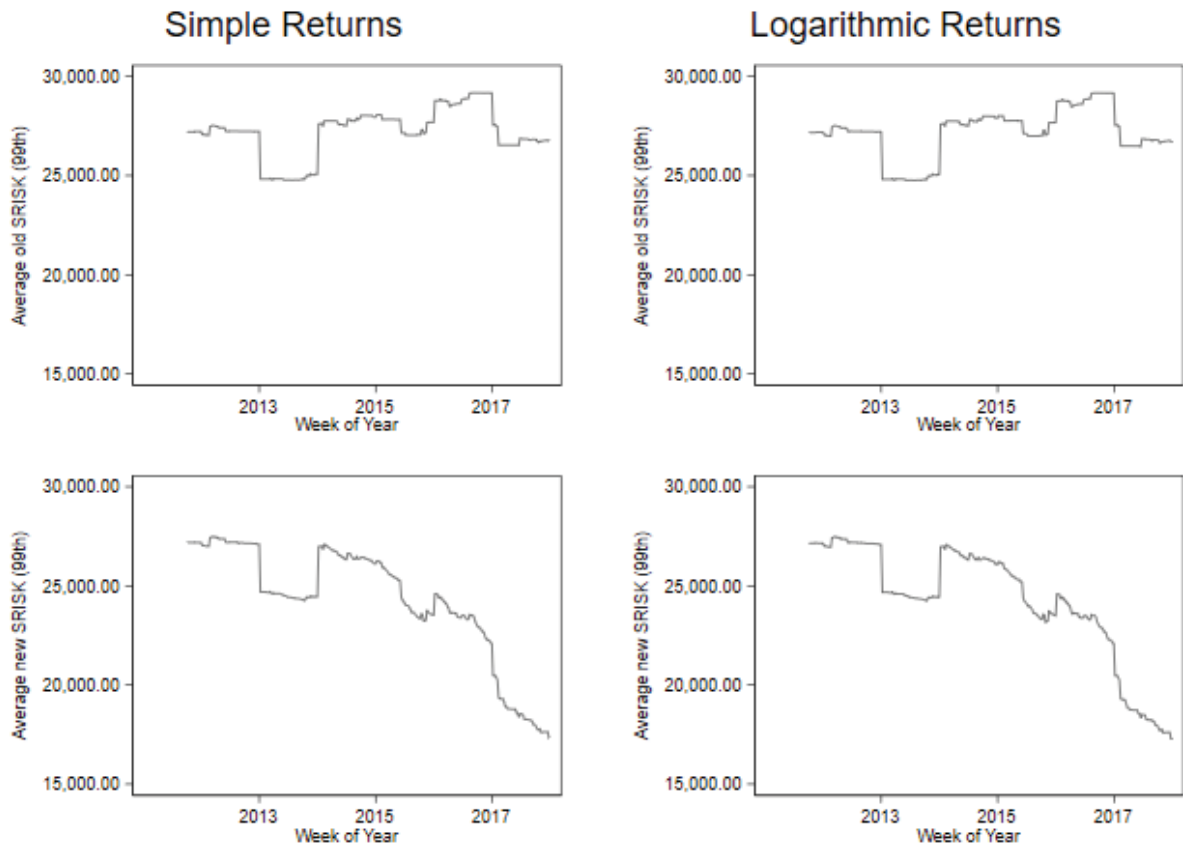 Simple Returns
Logarithmic Returns
Average old SRISK (99th)
30,000.00
25,000.00
20,000.00
15,000.00
2013
2015
2017
Week of Year
Average old SRISK (99th)
30,000.00
25,000.00
20,000.00
15,000.00
2013
2015
2017
Week of Year
Average new SRISK (99th)
30,000.00
25,000.00
20,000.00
15,000.00
2013
2015
2017
Week of Year
Average new SRISK (99th)
30,000.00
25,000.00
20,000.00
15,000.00
2013
2015
2017
Week of Year